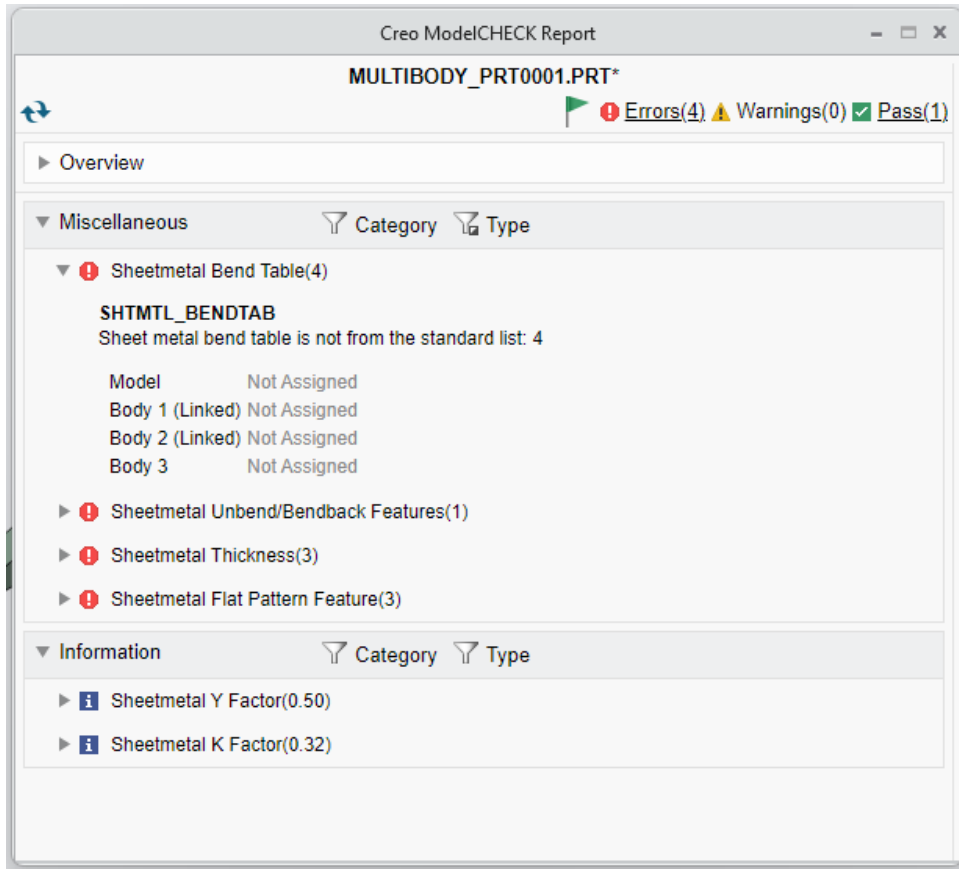 Creo ModelCHECK Report
MULTIBODY_PRT0001.PRT*
Errors(4) Warnings(0) Pass(1)
Overview
Miscellaneous Category Type
Sheetmetal Bend Table(4)
SHTMTL_BENDTAB
Sheet metal bend table is not from the standard list: 4
Model Not Assigned
Body 1 (Linked) Not Assigned
Body 2 (Linked) Not Assigned
Body 3 Not Assigned
Sheetmetal Unbend/Bendback Features(1)
Sheetmetal Thickness(3)
Sheetmetal Flat Pattern Feature(3)
Information Category Type
Sheetmetal Y Factor(0.50)
Sheetmetal K Factor(0.32)